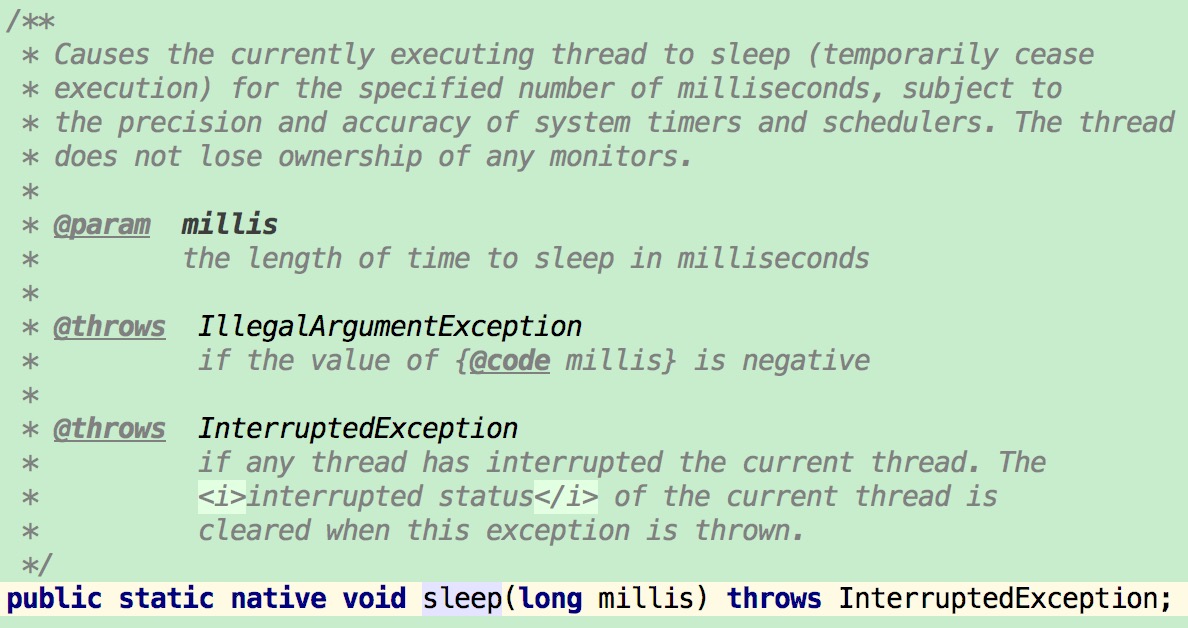 /**
 * Causes the currently executing thread to sleep (temporarily cease
 * execution) for the specified number of milliseconds, subject to
 * the precision and accuracy of system timers and schedulers. The thread
 * does not lose ownership of any monitors.
 *
 * @param  millis
 *         the length of time to sleep in milliseconds
 *
 * @throws  IllegalArgumentException
 *          if the value of {@code millis} is negative
 *
 * @throws  InterruptedException
 *          if any thread has interrupted the current thread. The
 *          <i>interrupted status</i> of the current thread is
 *          cleared when this exception is thrown.
 */
public static native void sleep(long millis) throws InterruptedException;